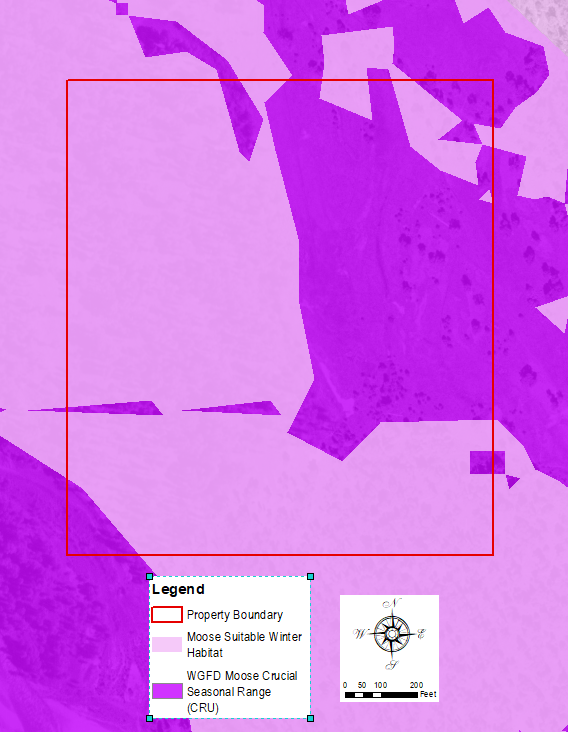 Legend
Property Boundary
Moose Suitable Winter
Habitat
WGFD Moose Crucial
Seasonal Range
(CRU)
N
W E
S
0 50 100 200
Feet